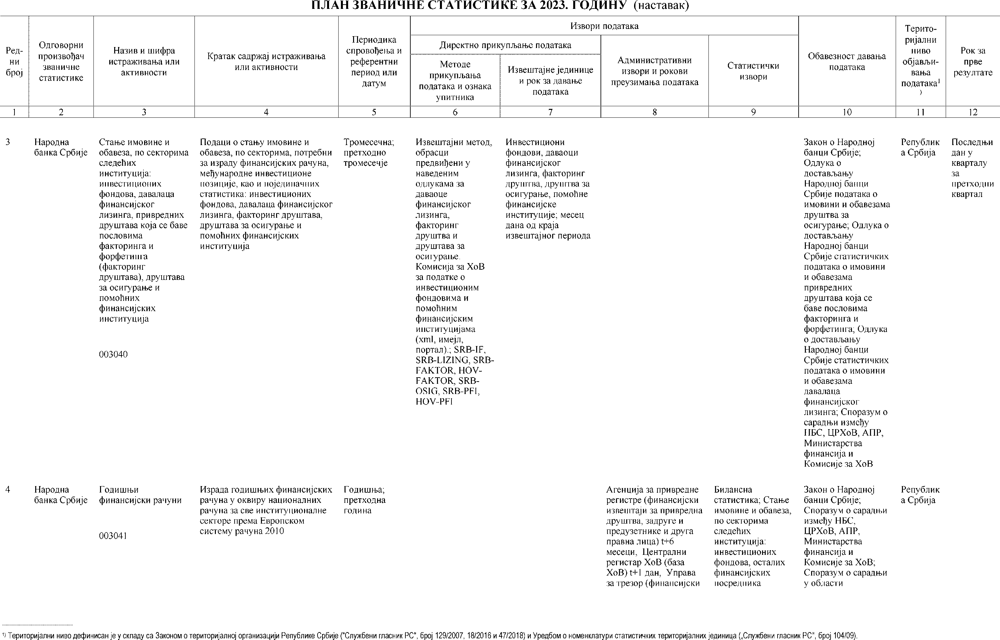 ПЛАН ЗВАНИЧНЕ СТАТИСТИКЕ ЗА 2023. ГОДИНУ (наставак)
Ред-
ни
број
Одговорни
произвођач
званичне
статистике
Назив и шифра
истраживања или
активности
Кратак садржај истраживања
или активности
Периодика
спровођења и
референтни
период или
датум
Извори података
Директно прикупљање података
Методе
прикупљања
података и ознака
упитника
Извештајне јединице
и рок за давање
података
Административни
извори и рокови
преузимања података
Статистички
извори
Обавезност давања
података
Терито-
ријални
ниво
објављи-
вања
података¹
)
Рок за
прве
резултате
1 2 3 4 5 6 7 8 9 10 11 12
3
Народна
банка Србије
Стање имовине и
обавеза, по секторима
следећих
институција:
инвестиционих
фондова, давалаца
финансијског
лизинга, привредних
друштава која се баве
пословима
факторинга и
форфетинга
(факторинг
друштава), друштава
за осигурање и
помоћних
финансијских
институција
003040
Подаци о стању имовине и
обавеза, по секторима, потребни
за израду финансијских рачуна,
међународне инвестиционе
позиције, као и појединачних
статистика: инвестиционих
фондова, давалаца финансијског
лизинга, факторинг друштава,
друштава за осигурање и
помоћних финансијских
институција
Тромесечна;
претходно
тромесечје
Извештајни метод,
обрасци
предвиђени у
наведеним
одлукама за
даваоце
финансијског
лизинга,
факторинг
друштва и
друштава за
осигурање.
Комисија за ХоВ
за податке о
инвестиционим
фондовима и
помоћним
финансијским
институцијама
(xml, имејл,
портал).; SRB-IF,
SRB-LIZING, SRB-
FAKTOR, HOV-
FAKTOR, SRB-
OSIG, SRB-PFI,
HOV-PFI
Инвестициони
фондови, даваоци
финансијског
лизинга, факторинг
друштва, друштва за
осигурање, помоћне
финансијске
институције; месец
дана од краја
извештајног периода
Закон о Народној
банци Србије;
Одлука о
достављању
Народној банци
Србије података о
имовини и обавезама
друштва за
осигурање; Одлука о
достављању
Народној банци
Србије статистичких
података о имовини
и обавезама
привредних
друштава која се
баве пословима
факторинга и
форфетинга; Одлука
о достављању
Народној банци
Србије статистичких
података о имовини
и обавезама
давалаца
финансијског
лизинга; Споразум о
сарадњи између
НБС, ЦРХоВ, АПР,
Министарства
финансија и
Комисије за ХоВ
Републик
а Србија
Последњи
дан у
кварталу
за
претходни
квартал
4
Народна
банка Србије
Годишњи
финансијски рачуни
003041
Израда годишњих финансијских
рачуна у оквиру националних
рачуна за све институционалне
секторе према Европском
систему рачуна 2010
Годишња;
претходна
година
Агенција за привредне
регистре (финансијски
извештаји за привредна
друштва, задруге и
предузетнике и друга
правна лица) t+6
месеци, Централни
регистар ХоВ (база
ХоВ) t+1 дан, Управа
за трезор (финансијски
Билансна
статистика; Стање
имовине и обавеза,
по секторима
следећих
институција:
инвестиционих
фондова, осталих
финансијских
посредника
Закон о Народној
банци Србије;
Споразум о сарадњи
између НБС,
ЦРХоВ, АПР,
Министарства
финансија и
Комисије за ХоВ;
Споразум о сарадњи
у области
Републик
а Србија
¹⁾ Територијални ниво дефинисан је у складу са Законом о територијалној организацији Републике Србије ("Службени гласник РС", број 129/2007, 18/2016 и 47/2018) и Уредбом о номенклатури статистичких територијалних јединица („Службени гласник РС", број 104/09).